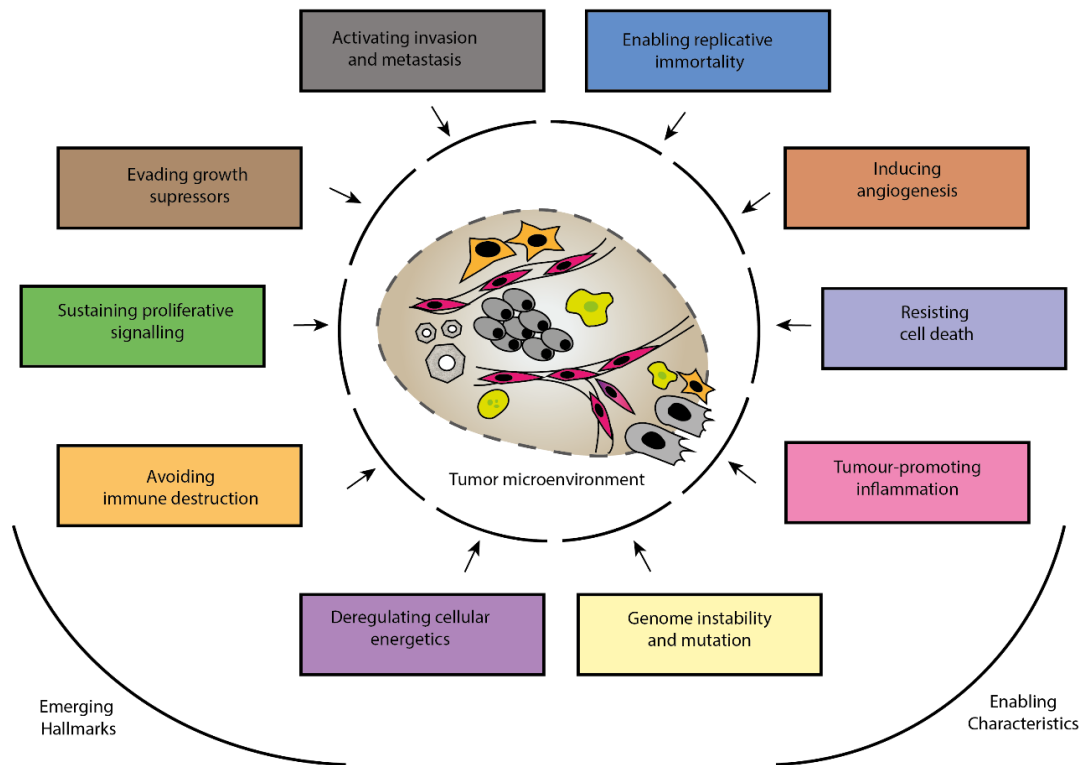 Activating invasion
and metastasis
Enabling replicative
immortality
Evading growth
supressors
Inducing
angiogenesis
Sustaining proliferative
signalling
Resisting
cell death
Avoiding
immune destruction
Tumor microenvironment
Tumour-promoting
inflammation
Deregulating cellular
energetics
Genome instability
and mutation
Emerging
Hallmarks
Enabling
Characteristics